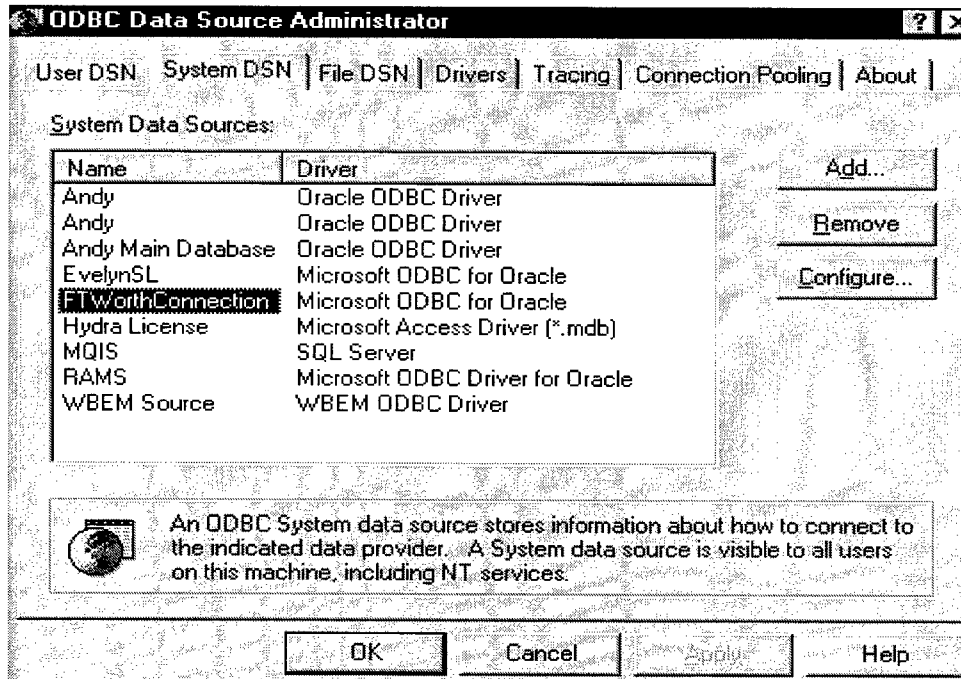 ODBC Data Source Administrator
User DSN System DSN File DSN Drivers Tracing Connection Pooling About
System Data Sources:
Name Driver
Andy Oracle ODBC Driver
Andy Oracle ODBC Driver
Andy Main Database Oracle ODBC Driver
EvelynSL Microsoft ODBC for Oracle
FTWorthConnection Microsoft ODBC for Oracle
Hydra License Microsoft Access Driver (*.mdb)
MQIS SQL Server
RAMS Microsoft ODBC Driver for Oracle
WBEM Source WBEM ODBC Driver
Add...
Remove
Configure...
An ODBC System data source stores information about how to connect to
the indicated data provider. A System data source is visible to all users
on this machine, including NT services.
OK Cancel Apply Help